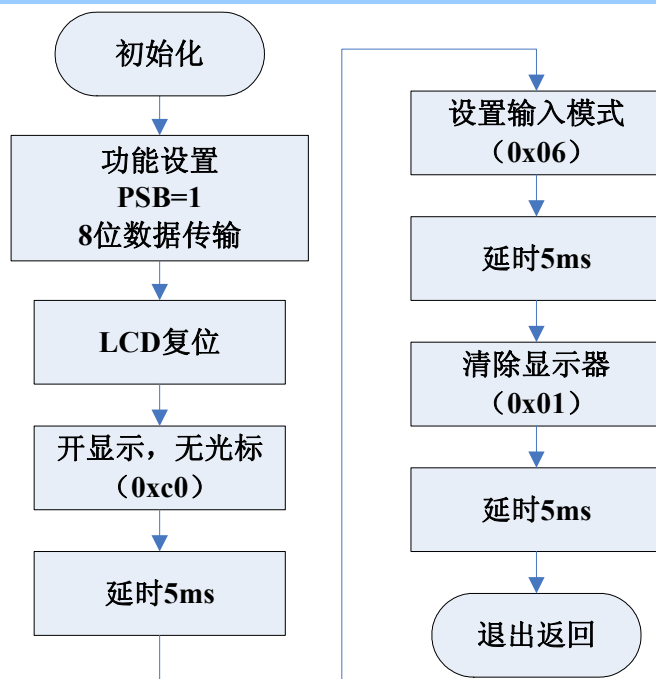 初始化
功能设置
PSB=1
8位数据传输
LCD复位
开显示，无光标
（0xc0）
延时5ms
设置输入模式
（0x06）
延时5ms
清除显示器
（0x01）
延时5ms
退出返回